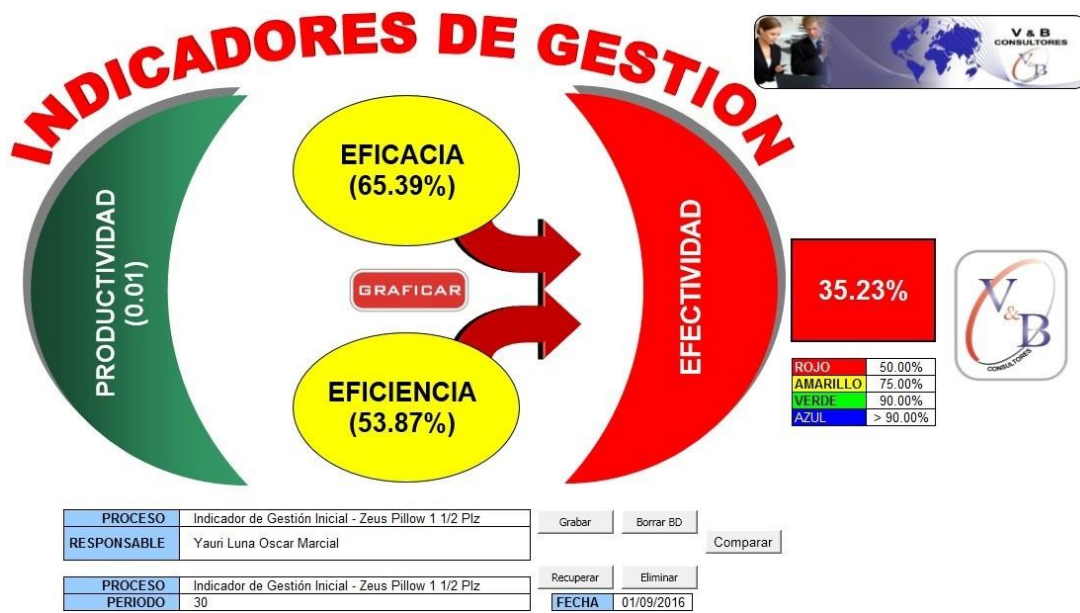 INDICADORES DE GESTION
V & B
CONSULTORES
V B
PRODUCTIVIDAD
(0.01)
EFICACIA
(65.39%)
GRAFICAR
EFICIENCIA
(53.87%)
EFECTIVIDAD
35.23%
V & B
CONSULTORES
ROJO 50.00%
AMARILLO 75.00%
VERDE 90.00%
AZUL > 90.00%
PROCESO Indicador de Gestión Inicial - Zeus Pillow 1 1/2 Plz
RESPONSABLE Yauri Luna Oscar Marcial
Grabar Borrar BD
Comparar
PROCESO Indicador de Gestión Inicial - Zeus Pillow 1 1/2 Plz
PERIODO 30
Recuperar Eliminar
FECHA 01/09/2016